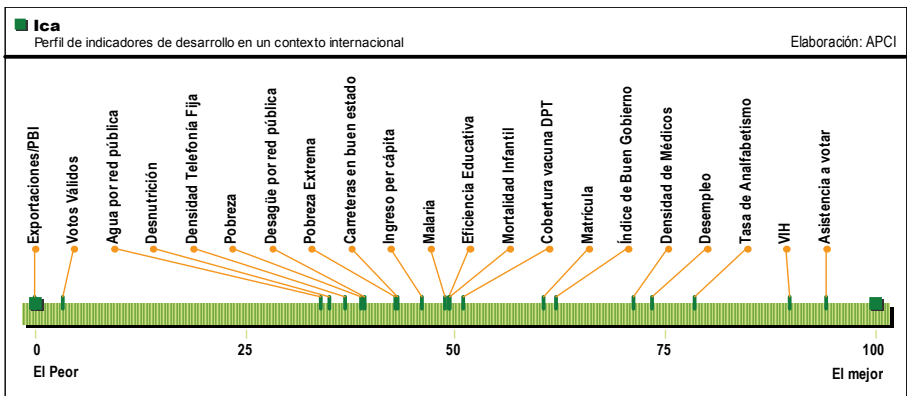 Ica
Perfil de indicadores de desarrollo en un contexto internacional
Elaboración: APCI
Exportaciones/PBI
Votos Válidos
Agua por red pública
Desnutrición
Densidad Telefonía Fija
Pobreza
Desagüe por red pública
Pobreza Extrema
Carreteras en buen estado
Ingreso per cápita
Malaria
Eficiencia Educativa
Mortalidad Infantil
Cobertura vacuna DPT
Matrícula
Índice de Buen Gobierno
Densidad de Médicos
Desempleo
Tasa de Analfabetismo
VIH
Asistencia a votar
0 25 50 75 100
El Peor El mejor